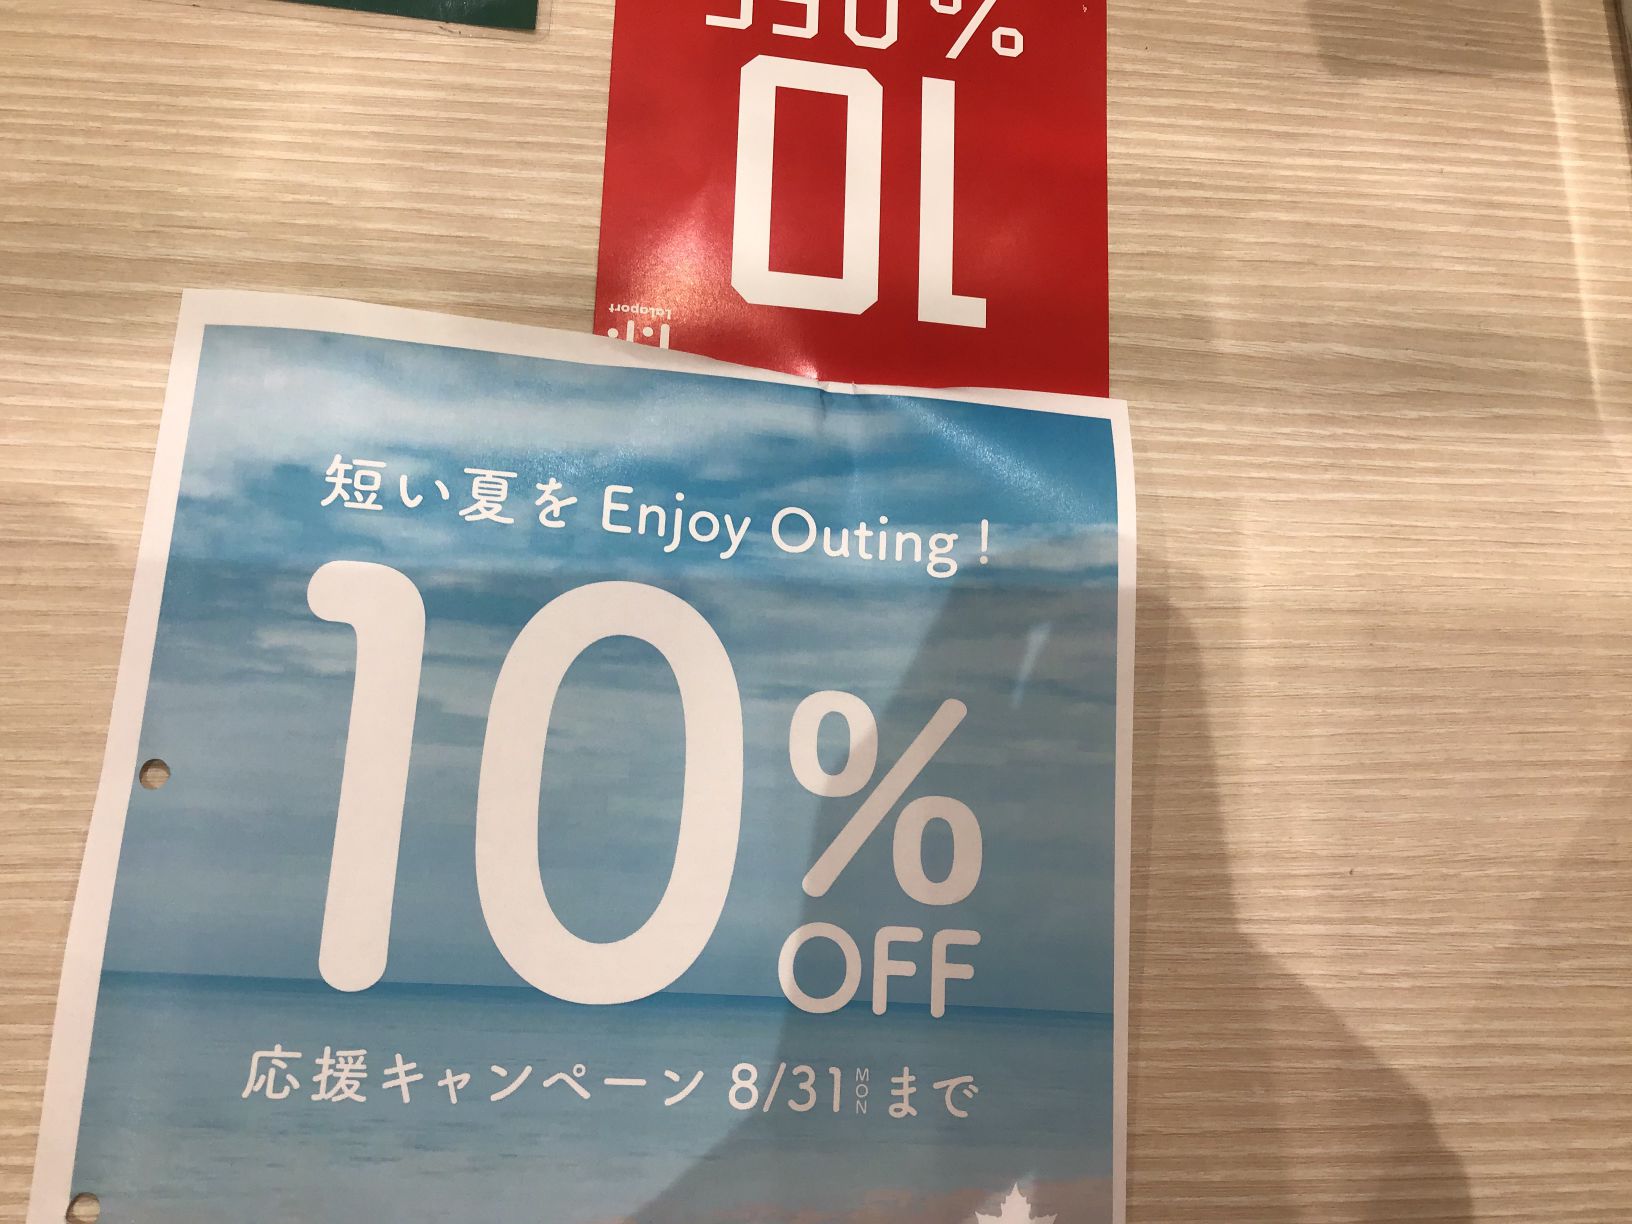 10
%OFF
LaLaport
短い夏を Enjoy Outing!
10%
OFF
応援キャンペーン 8/31 MON まで